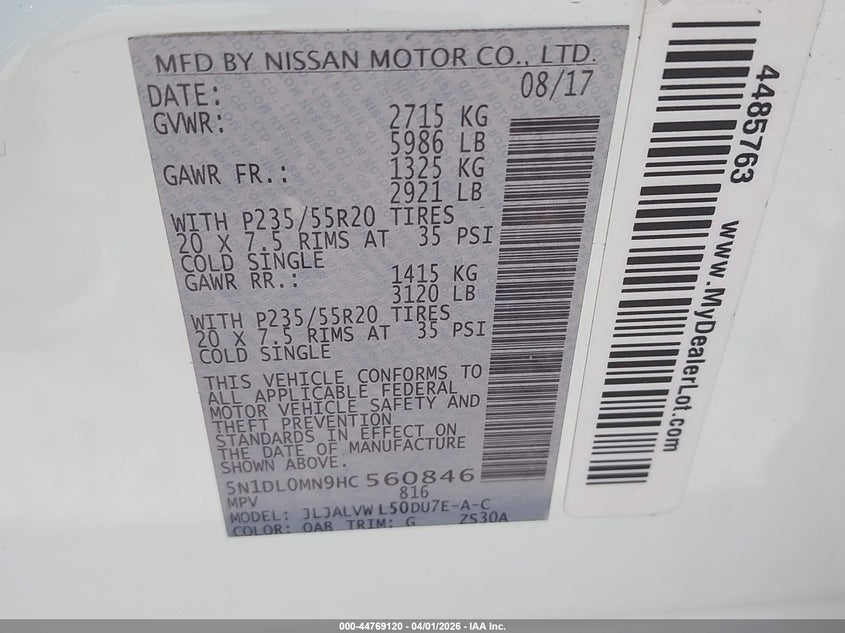 MFD BY NISSAN MOTOR CO., LTD.
DATE: 08/17
GVWR: 2715 KG
5986 LB
GAWR FR.: 1325 KG
2921 LB
WITH P235/55R20 TIRES
20 X 7.5 RIMS AT 35 PSI
COLD SINGLE
GAWR RR.: 1415 KG
3120 LB
WITH P235/55R20 TIRES
20 X 7.5 RIMS AT 35 PSI
COLD SINGLE
THIS VEHICLE CONFORMS TO
ALL APPLICABLE FEDERAL
MOTOR VEHICLE SAFETY AND
THEFT PREVENTION
STANDARDS IN EFFECT ON
THE DATE OF MANUFACTURE
SHOWN ABOVE.
5N1DL0MN9HC 560846
MPV 816
MODEL: JLJALVW L50DU7E-A-C
COLOR: QAB TRIM: G ZS30A
4485763 www.MyDealerLot.com
000-44769120 - 04/01/2026 - IAA Inc.